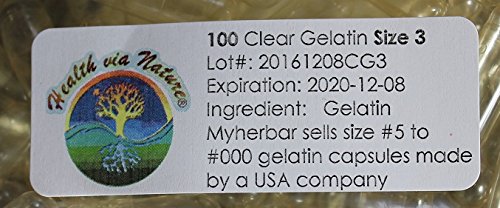 Health via Nature®
100 Clear Gelatin Size 3
Lot#: 20161208CG3
Expiration: 2020-12-08
Ingredient: Gelatin
Myherbar sells size #5 to
#000 gelatin capsules made
by a USA company